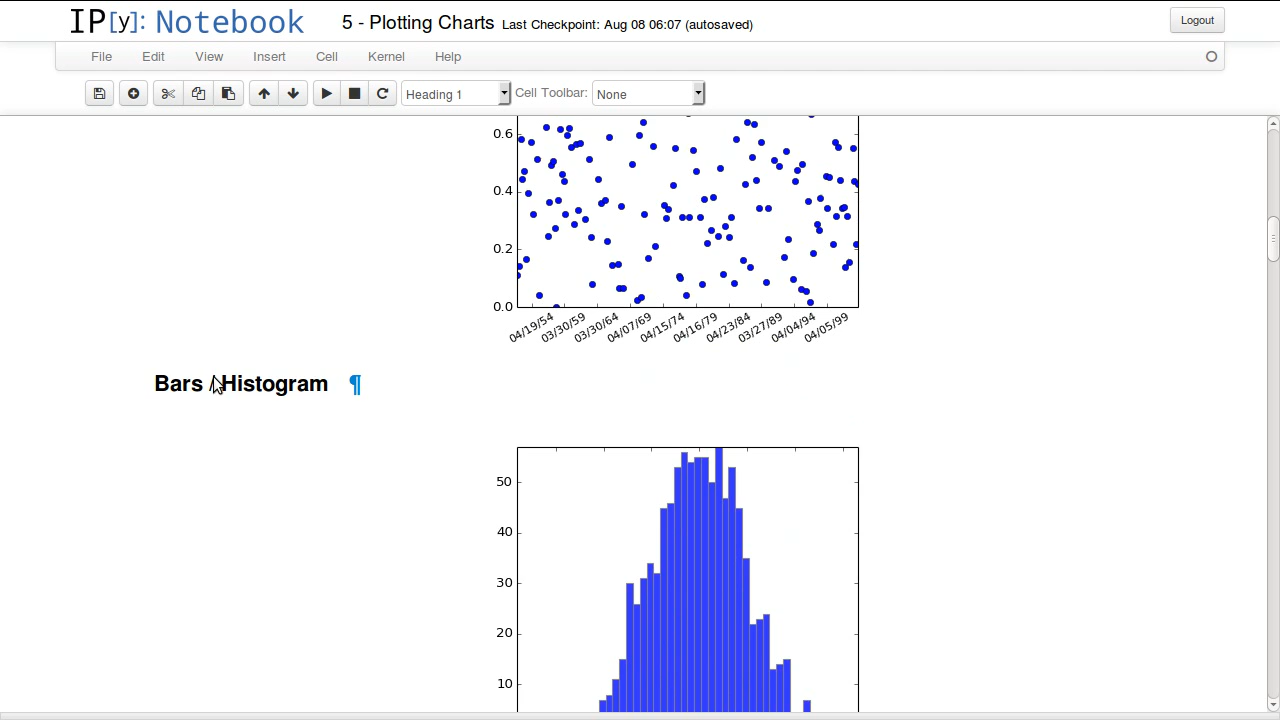 IP[y]: Notebook 5 - Plotting Charts Last Checkpoint: Aug 08 06:07 (autosaved) Logout
File Edit View Insert Cell Kernel Help
Heading 1 Cell Toolbar: None
0.6
0.4
0.2
0.0
04/19/54 03/30/59 03/30/64 04/07/69 04/15/74 04/16/79 04/23/84 03/27/89 04/04/94 04/05/99
Bars / Histogram ¶
50
40
30
20
10